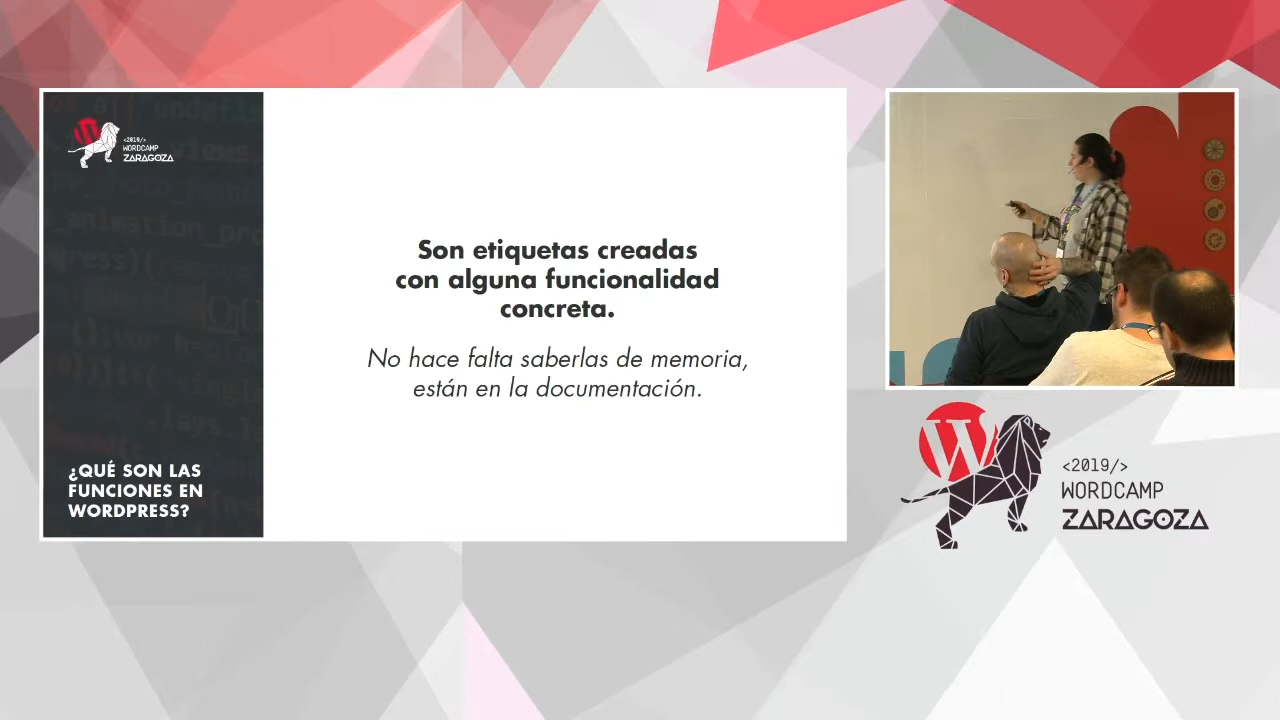 <2019/>
WORDCAMP
ZARAGOZA
¿QUÉ SON LAS
FUNCIONES EN
WORDPRESS?
Son etiquetas creadas
con alguna funcionalidad
concreta.
No hace falta saberlas de memoria,
están en la documentación.
W
<2019/>
WORDCAMP
ZARAGOZA